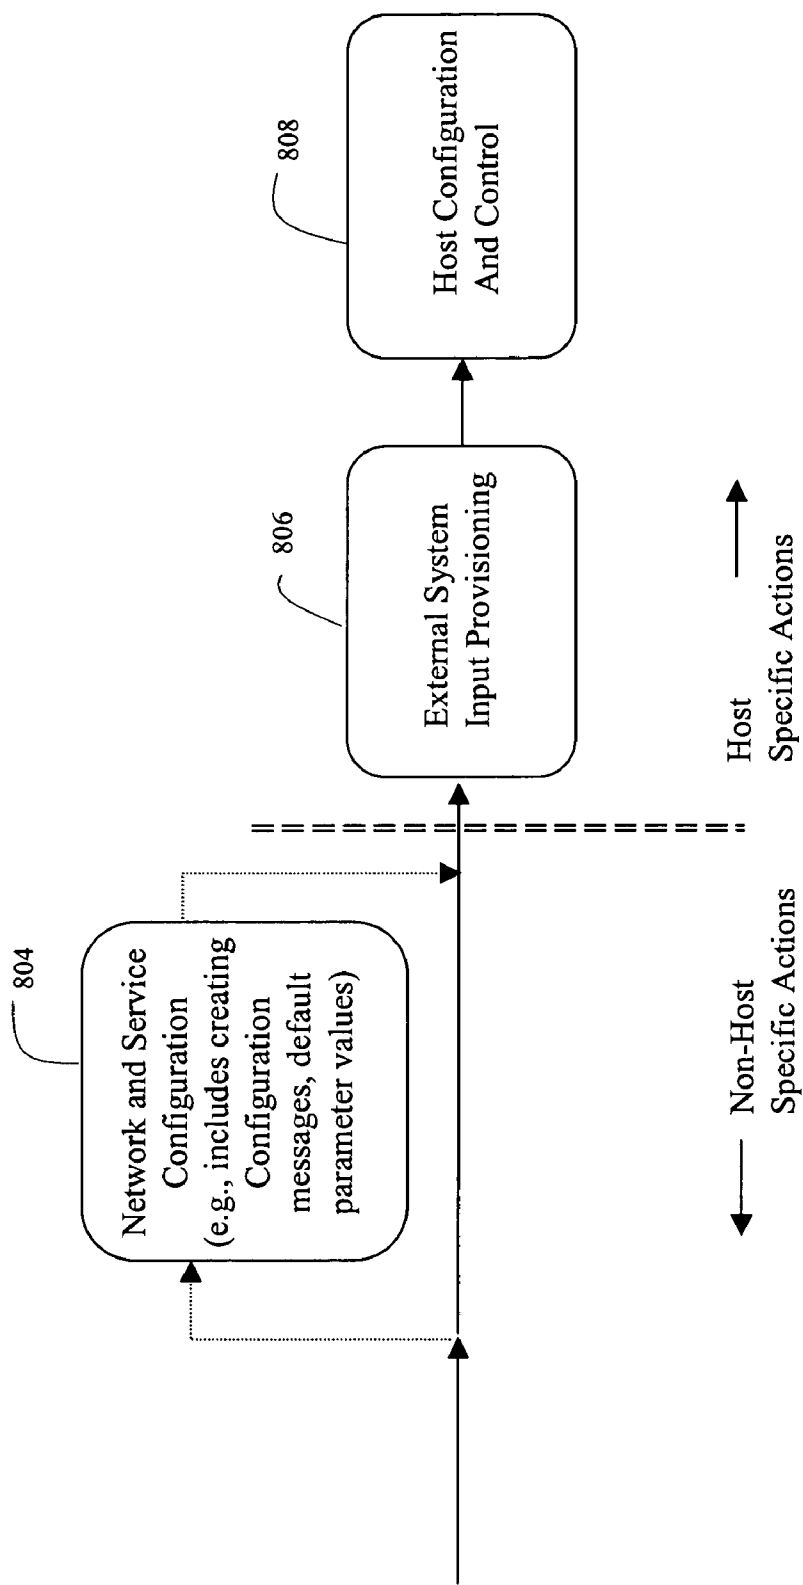 804
Network and Service
Configuration
(e.g., includes creating
Configuration
messages, default
parameter values)
806
External System
Input Provisioning
808
Host Configuration
And Control
Non-Host
Specific Actions
Host
Specific Actions